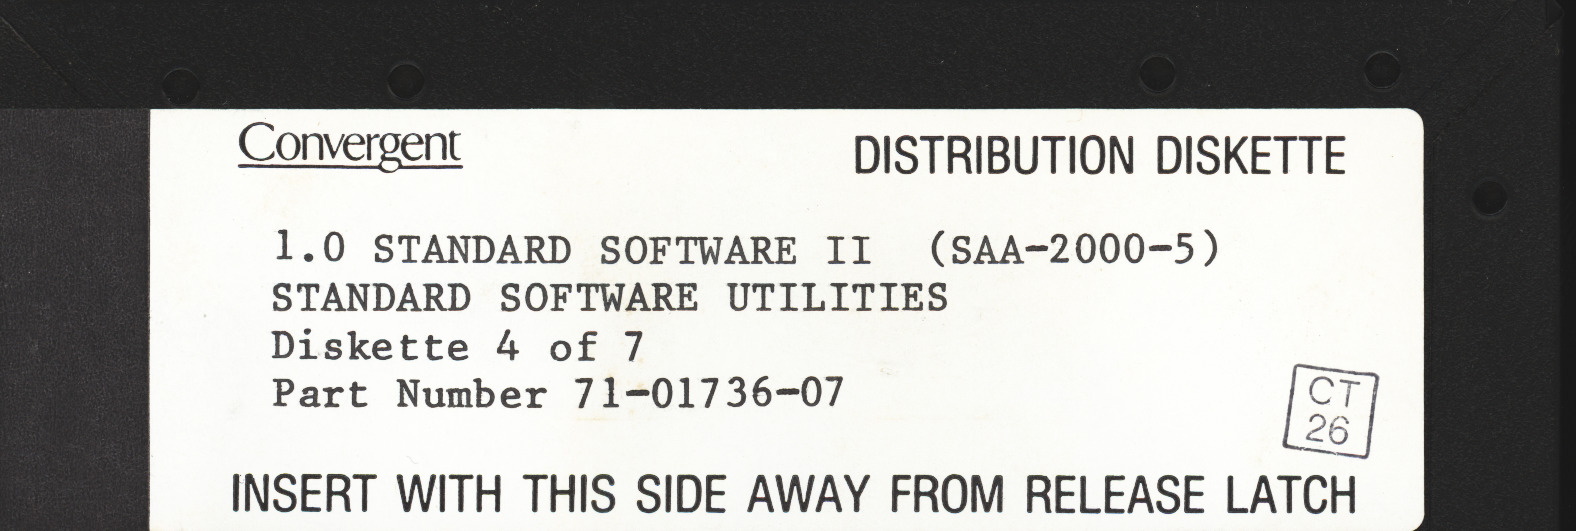 Convergent
DISTRIBUTION DISKETTE
1.0 STANDARD SOFTWARE II (SAA-2000-5)
STANDARD SOFTWARE UTILITIES
Diskette 4 of 7
Part Number 71-01736-07
CT
26
INSERT WITH THIS SIDE AWAY FROM RELEASE LATCH